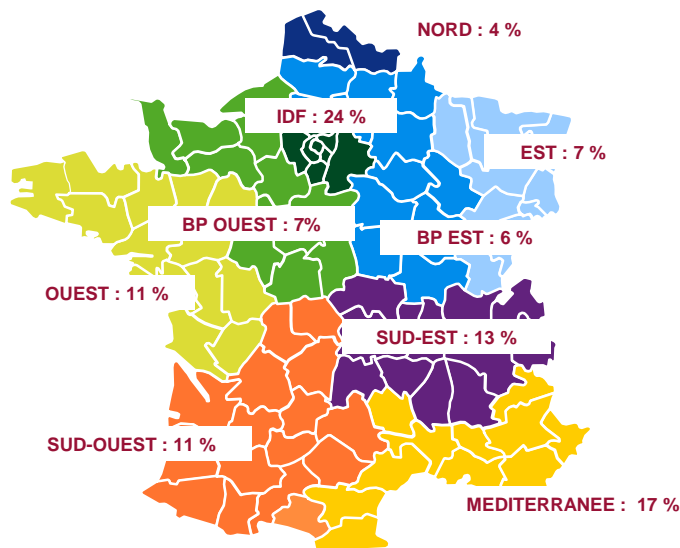 NORD : 4 %
IDF : 24 %
EST : 7 %
BP OUEST : 7%
BP EST : 6 %
OUEST : 11 %
SUD-EST : 13 %
SUD-OUEST : 11 %
MEDITERRANEE : 17 %